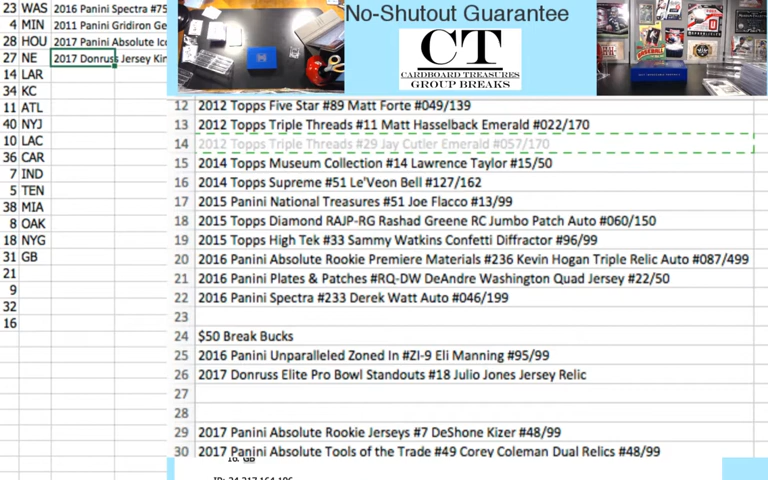 23 WAS 2016 Panini Spectra #75
4 MIN 2011 Panini Gridiron Ge
28 HOU 2017 Panini Absolute Ico
27 NE 2017 Donruss Jersey Kin
14 LAR
34 KC
11 ATL
40 NYJ
10 LAC
36 CAR
7 IND
5 TEN
38 MIA
8 OAK
18 NYG
31 GB
21
9
32
16
No-Shutout Guarantee
CT
CARDBOARD TREASURES
GROUP BREAKS
12 2012 Topps Five Star #89 Matt Forte #049/139
13 2012 Topps Triple Threads #11 Matt Hasselback Emerald #022/170
14 2012 Topps Triple Threads #29 Jay Cutler Emerald #057/170
15 2014 Topps Museum Collection #14 Lawrence Taylor #15/50
16 2014 Topps Supreme #51 Le'Veon Bell #127/162
17 2015 Panini National Treasures #51 Joe Flacco #13/99
18 2015 Topps Diamond RAJP-RG Rashad Greene RC Jumbo Patch Auto #060/150
19 2015 Topps High Tek #33 Sammy Watkins Confetti Diffractor #96/99
20 2016 Panini Absolute Rookie Premiere Materials #236 Kevin Hogan Triple Relic Auto #087/499
21 2016 Panini Plates & Patches #RQ-DW DeAndre Washington Quad Jersey #22/50
22 2016 Panini Spectra #233 Derek Watt Auto #046/199
23
24 $50 Break Bucks
25 2016 Panini Unparalleled Zoned In #ZI-9 Eli Manning #95/99
26 2017 Donruss Elite Pro Bowl Standouts #18 Julio Jones Jersey Relic
27
28
29 2017 Panini Absolute Rookie Jerseys #7 DeShone Kizer #48/99
30 2017 Panini Absolute Tools of the Trade #49 Corey Coleman Dual Relics #48/99